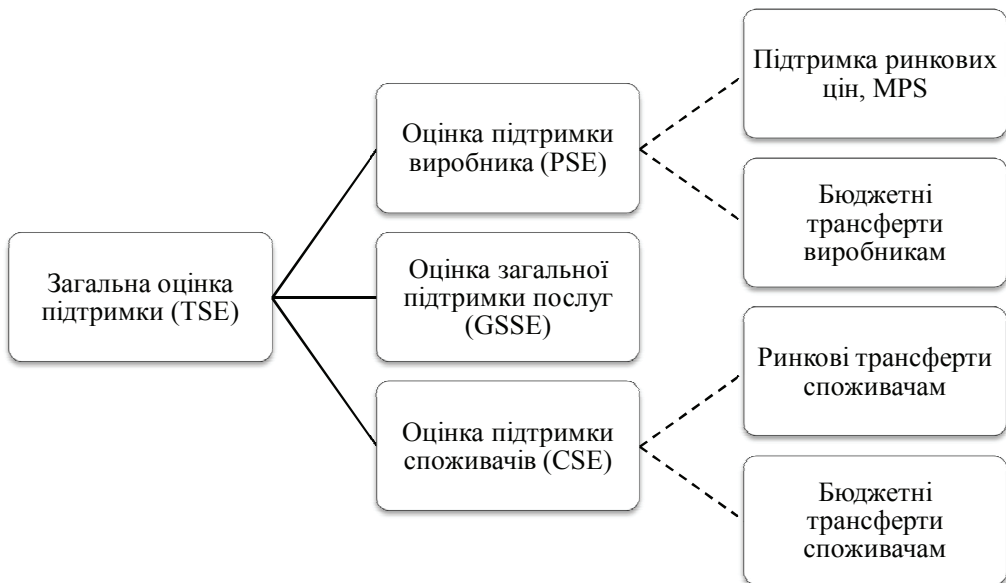 Загальна оцінка
підтримки (TSE)
Оцінка підтримки
виробника (PSE)
Оцінка загальної
підтримки послуг
(GSSE)
Оцінка підтримки
споживачів (CSE)
Підтримка ринкових
цін, MPS
Бюджетні
трансферти
виробникам
Ринкові трансферти
споживачам
Бюджетні
трансферти
споживачам